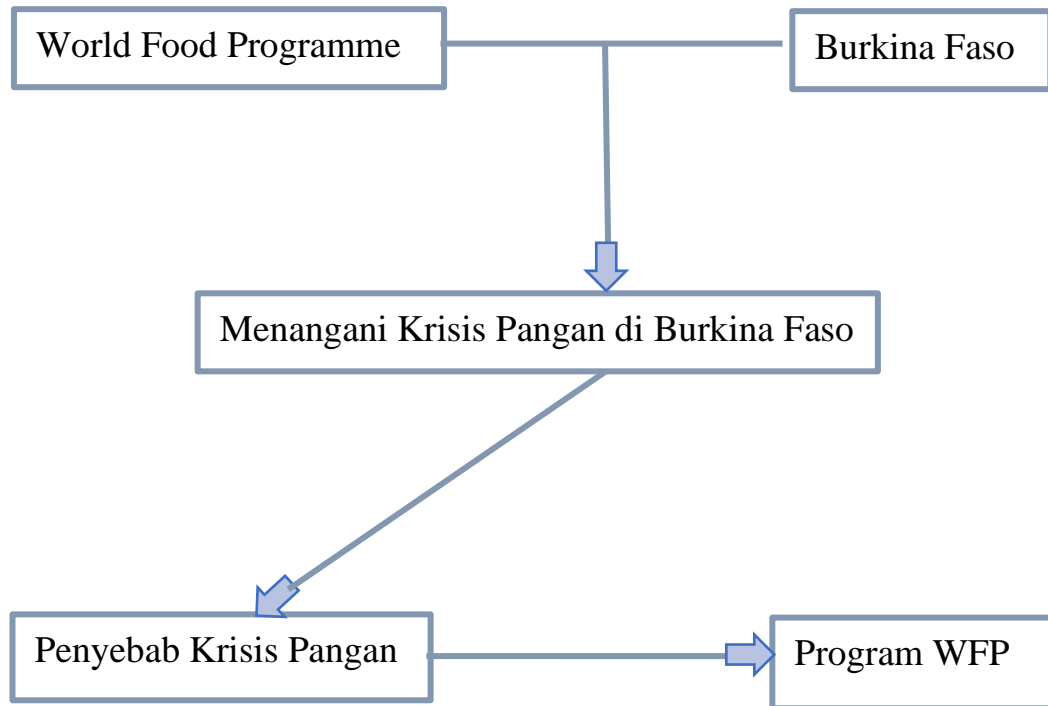 World Food Programme
Burkina Faso
Menangani Krisis Pangan di Burkina Faso
Penyebab Krisis Pangan
Program WFP